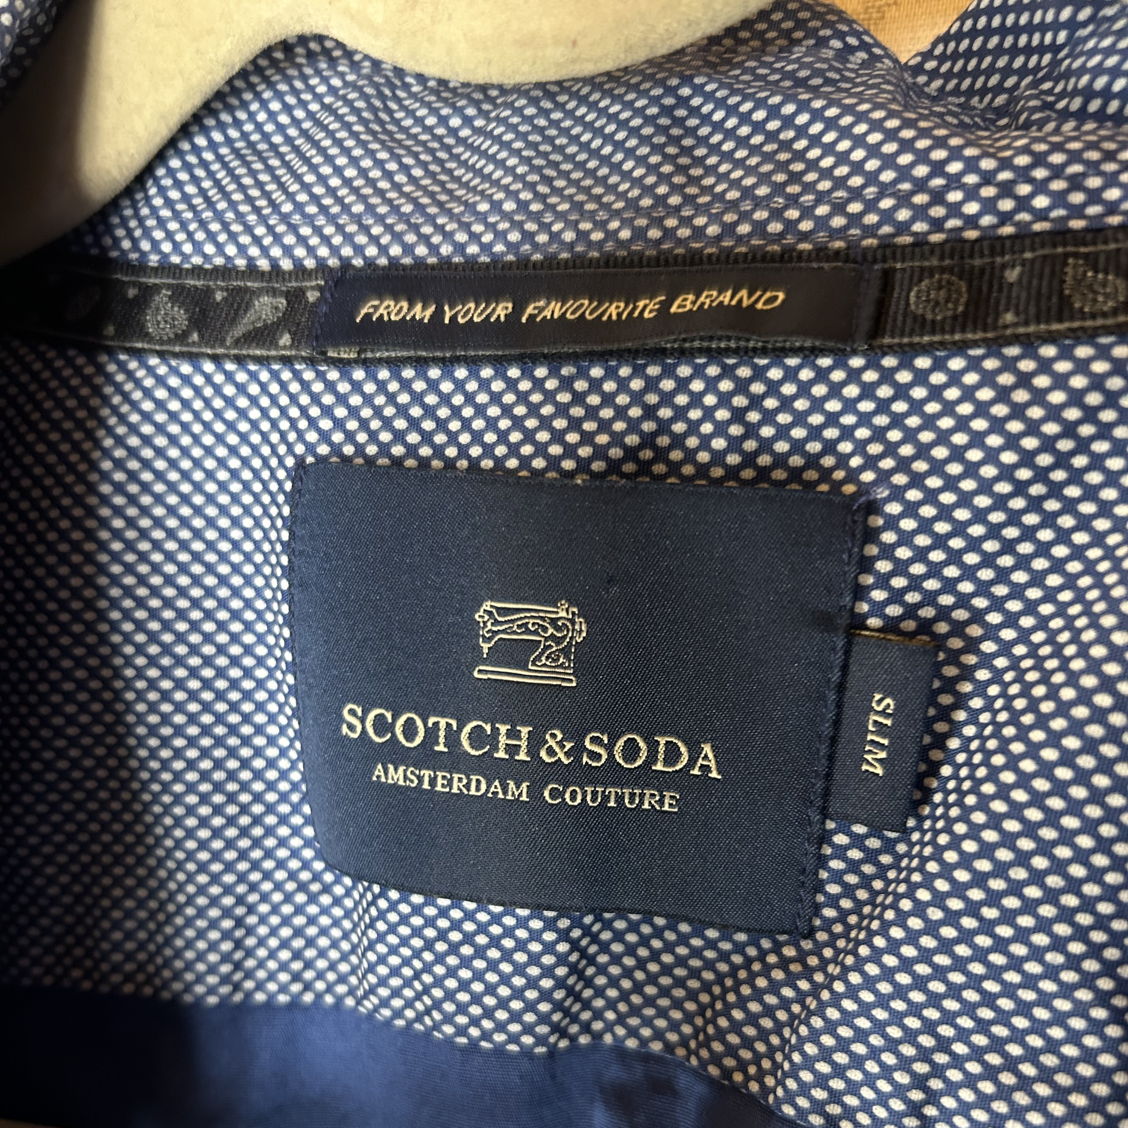 FROM YOUR FAVOURITE BRAND
SCOTCH & SODA
AMSTERDAM COUTURE
SLIM